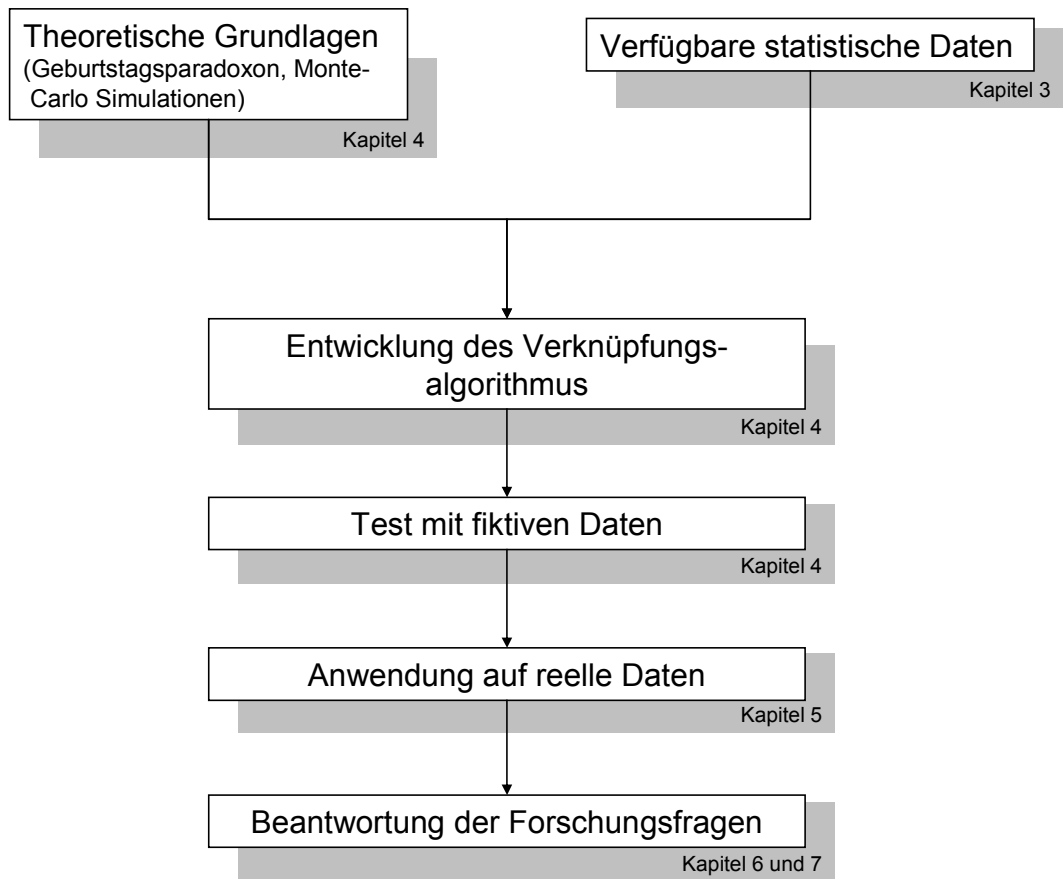 Theoretische Grundlagen
(Geburtstagsparadoxon, Monte-
Carlo Simulationen)
Kapitel 4
Verfügbare statistische Daten
Kapitel 3
Entwicklung des Verknüpfungs-
algorithmus
Kapitel 4
Test mit fiktiven Daten
Kapitel 4
Anwendung auf reelle Daten
Kapitel 5
Beantwortung der Forschungsfragen
Kapitel 6 und 7